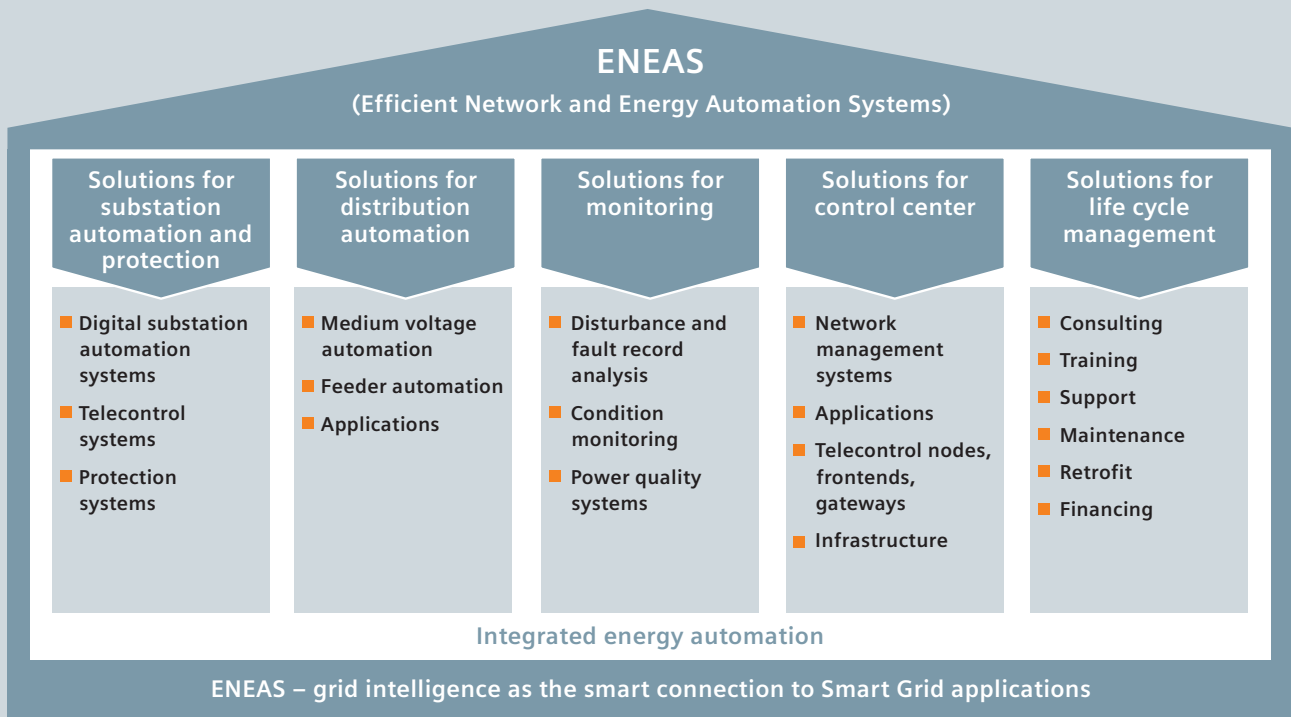 ENEAS
(Efficient Network and Energy Automation Systems)
Solutions for
substation
automation and
protection
Digital substation
automation
systems
Telecontrol
systems
Protection
systems
Solutions for
distribution
automation
Medium voltage
automation
Feeder automation
Applications
Solutions for
monitoring
Disturbance and
fault record
analysis
Condition
monitoring
Power quality
systems
Solutions for
control center
Network
management
systems
Applications
Telecontrol nodes,
frontends,
gateways
Infrastructure
Solutions for
life cycle
management
Consulting
Training
Support
Maintenance
Retrofit
Financing
Integrated energy automation
ENEAS – grid intelligence as the smart connection to Smart Grid applications